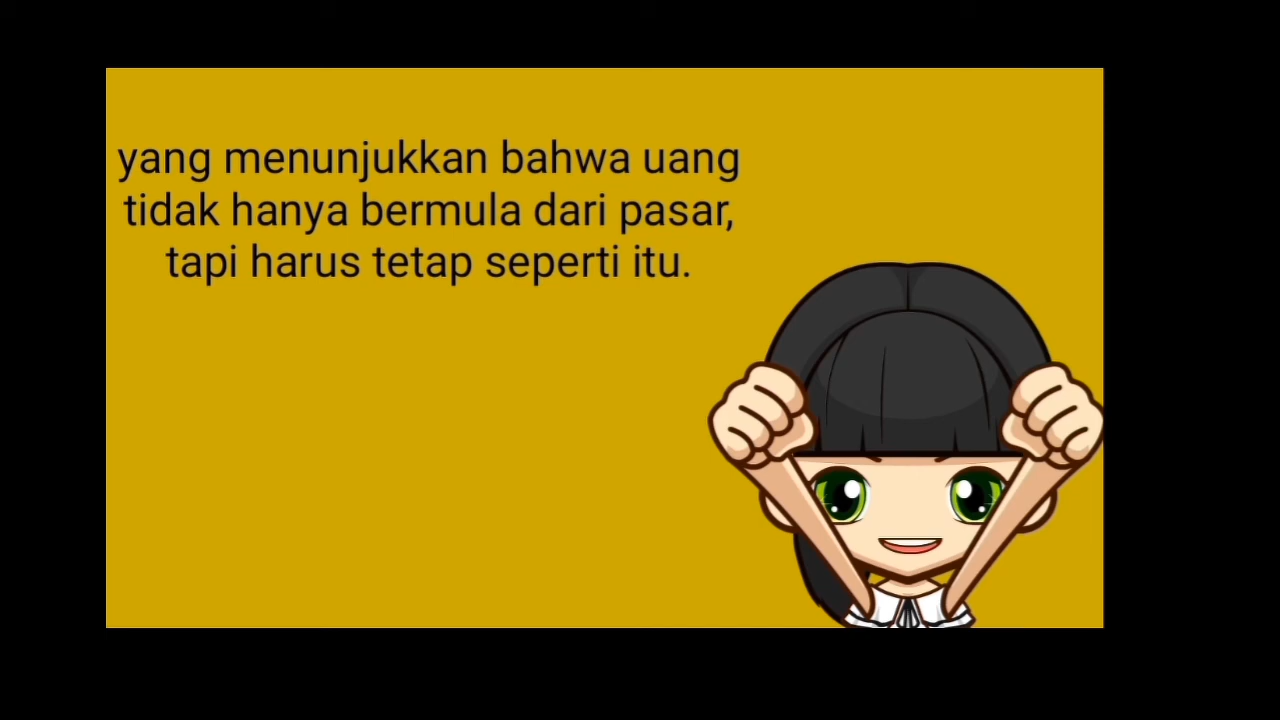 yang menunjukkan bahwa uang
tidak hanya bermula dari pasar,
tapi harus tetap seperti itu.